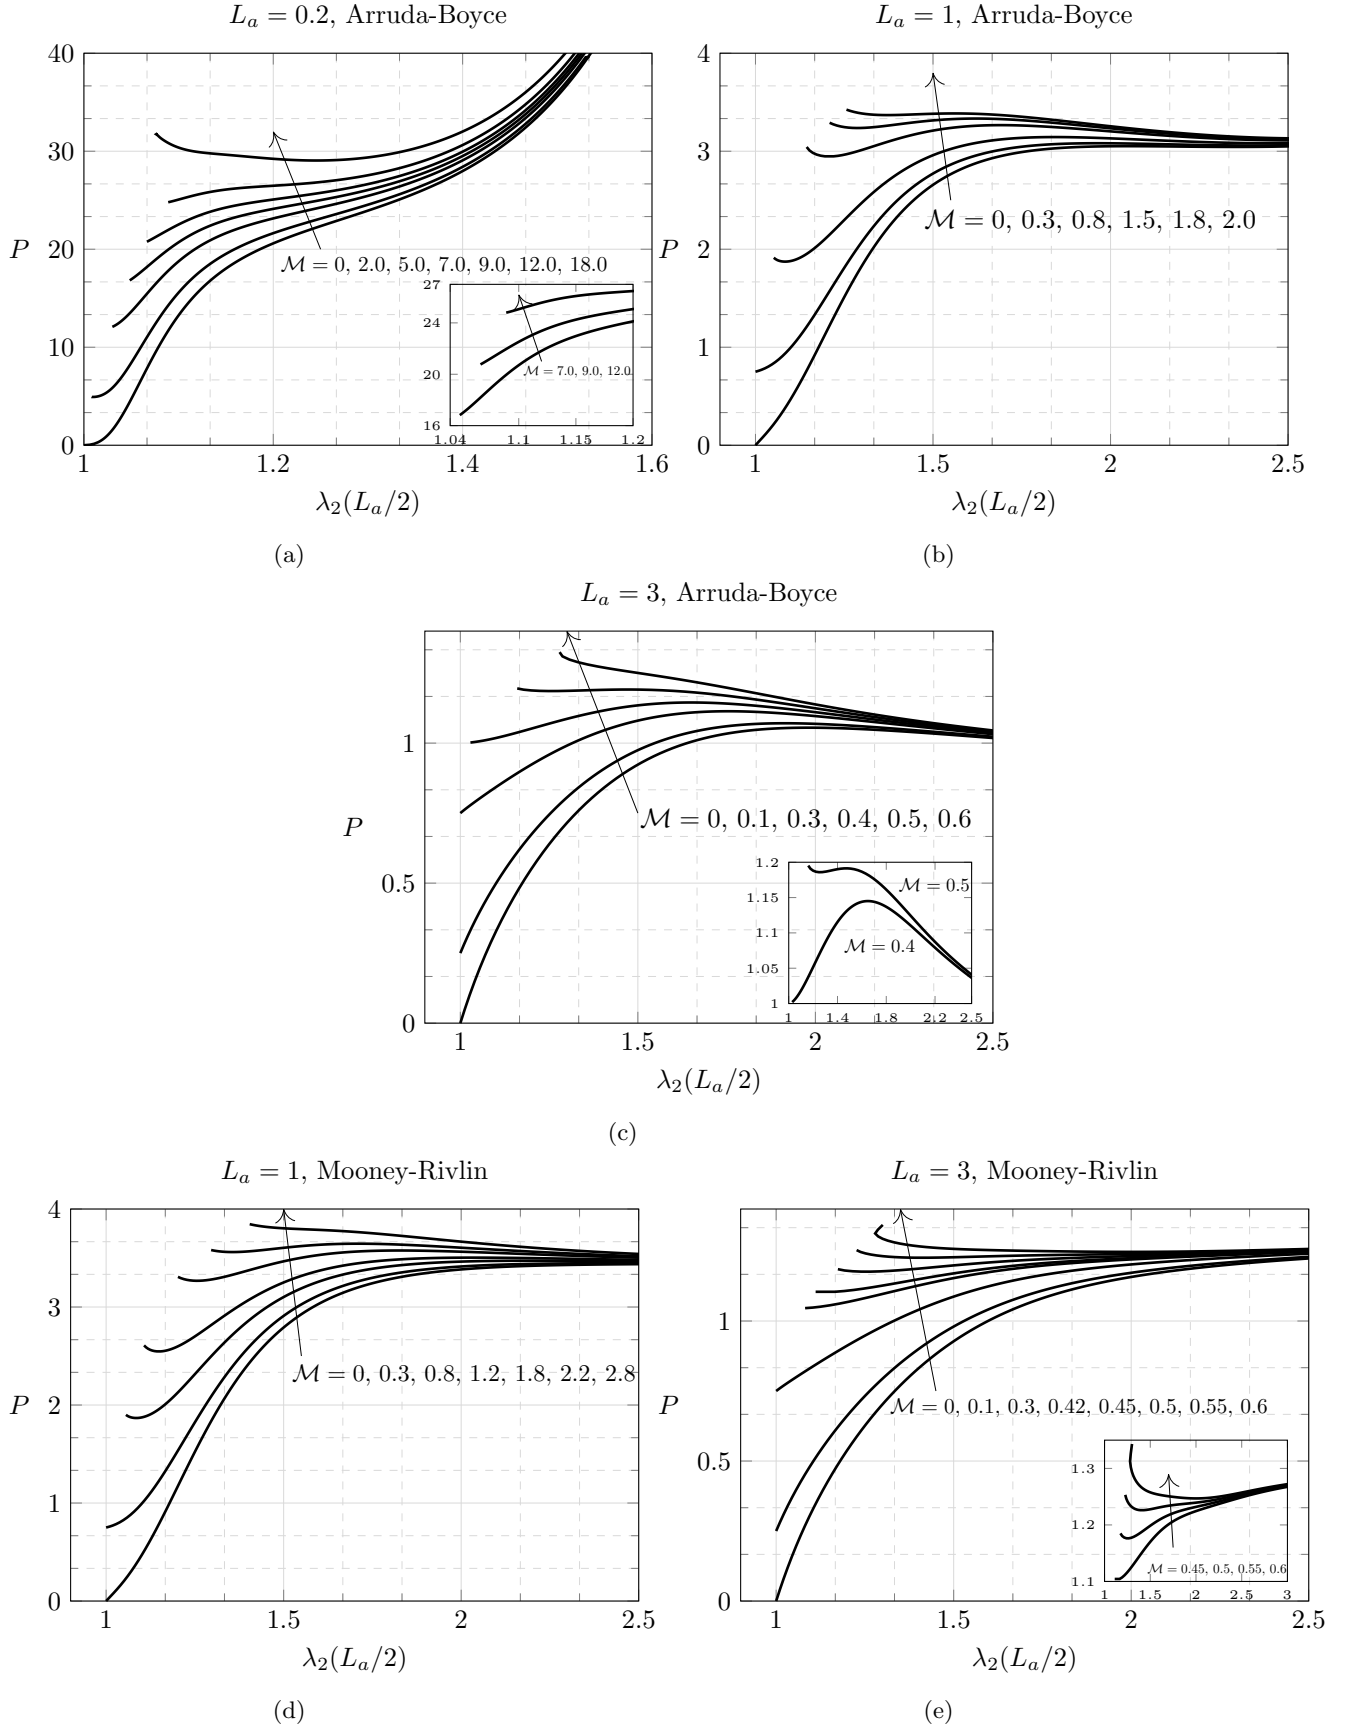 L_a = 0.2, Arruda-Boyce
40
30
P 20
10
0
1 1.2 1.4 1.6
λ₂(L_a/2)
ℳ = 0, 2.0, 5.0, 7.0, 9.0, 12.0, 18.0
27
24
20
16
1.04 1.1 1.15 1.2
ℳ = 7.0, 9.0, 12.0
(a)
L_a = 1, Arruda-Boyce
4
3
P 2
1
0
1 1.5 2 2.5
λ₂(L_a/2)
ℳ = 0, 0.3, 0.8, 1.5, 1.8, 2.0
(b)
L_a = 3, Arruda-Boyce
1
P
0.5
0
1 1.5 2 2.5
λ₂(L_a/2)
ℳ = 0, 0.1, 0.3, 0.4, 0.5, 0.6
1.2
1.15
1.1
1.05
1
1 1.4 1.8 2.2 2.5
ℳ = 0.5
ℳ = 0.4
(c)
L_a = 1, Mooney-Rivlin
4
3
P 2
1
0
1 1.5 2 2.5
λ₂(L_a/2)
ℳ = 0, 0.3, 0.8, 1.2, 1.8, 2.2, 2.8
(d)
L_a = 3, Mooney-Rivlin
1
P
0.5
0
1 1.5 2 2.5
λ₂(L_a/2)
ℳ = 0, 0.1, 0.3, 0.42, 0.45, 0.5, 0.55, 0.6
1.3
1.2
1.1
1 1.5 2 2.5 3
ℳ = 0.45, 0.5, 0.55, 0.6
(e)